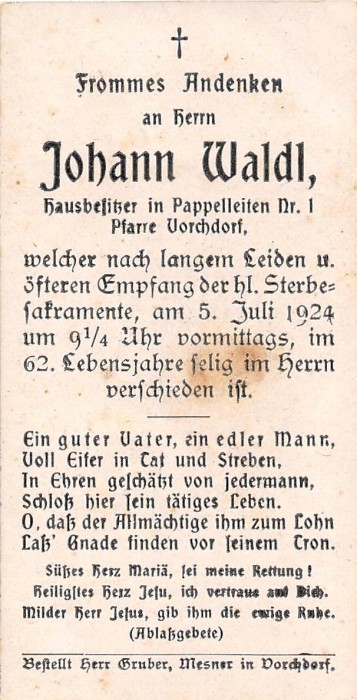 Frommes Andenken
an Herrn
Johann Waldl,
Hausbesitzer in Pappelleiten Nr. 1
Pfarre Vorchdorf,
welcher nach langem Leiden u.
öfteren Empfang der hl. Sterbe-
sakramente, am 5. Juli 1924
um 9¼ Uhr vormittags, im
62. Lebensjahre selig im Herrn
verschieden ist.
Ein guter Vater, ein edler Mann,
Voll Eifer in Tat und Streben,
In Ehren geschätzt von jedermann,
Schloß hier sein tätiges Leben.
O, daß der Allmächtige ihm zum Lohn
Laß' Gnade finden vor seinem Tron.
Süßes Herz Mariä, sei meine Rettung!
Heiligstes Herz Jesu, ich vertraue auf Dich.
Milder Herr Jesus, gib ihm die ewige Ruhe.
(Ablaßgebete)
Bestellt Herr Gruber, Mesner in Vorchdorf.